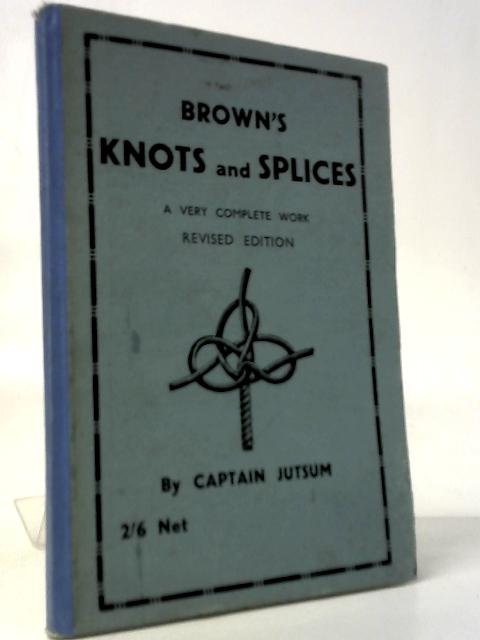 BROWN'S
KNOTS and SPLICES
A VERY COMPLETE WORK
REVISED EDITION
By CAPTAIN JUTSUM
2/6 Net